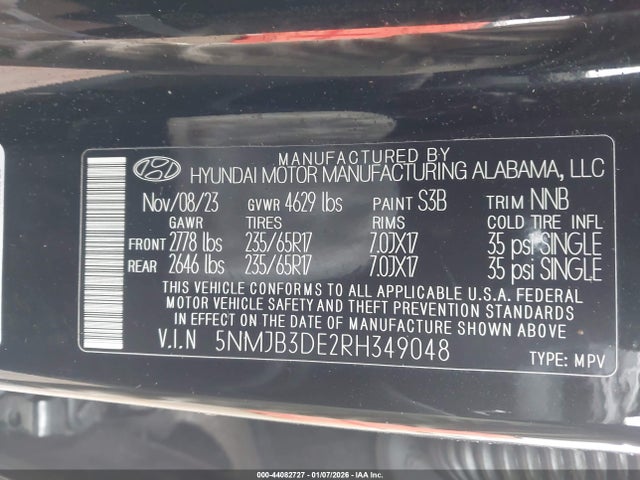 MANUFACTURED BY
HYUNDAI MOTOR MANUFACTURING ALABAMA, LLC
Nov/08/23 GVWR 4629 lbs PAINT S3B TRIM NNB
GAWR TIRES RIMS COLD TIRE INFL
FRONT 2778 lbs 235/65R17 7.0JX17 35 psi SINGLE
REAR 2646 lbs 235/65R17 7.0JX17 35 psi SINGLE
THIS VEHICLE CONFORMS TO ALL APPLICABLE U.S.A. FEDERAL
MOTOR VEHICLE SAFETY AND THEFT PREVENTION STANDARDS
IN EFFECT ON THE DATE OF MANUFACTURE SHOWN ABOVE.
V.I.N 5NMJB3DE2RH349048 TYPE: MPV
000-44082727 - 01/07/2026 - IAA Inc.